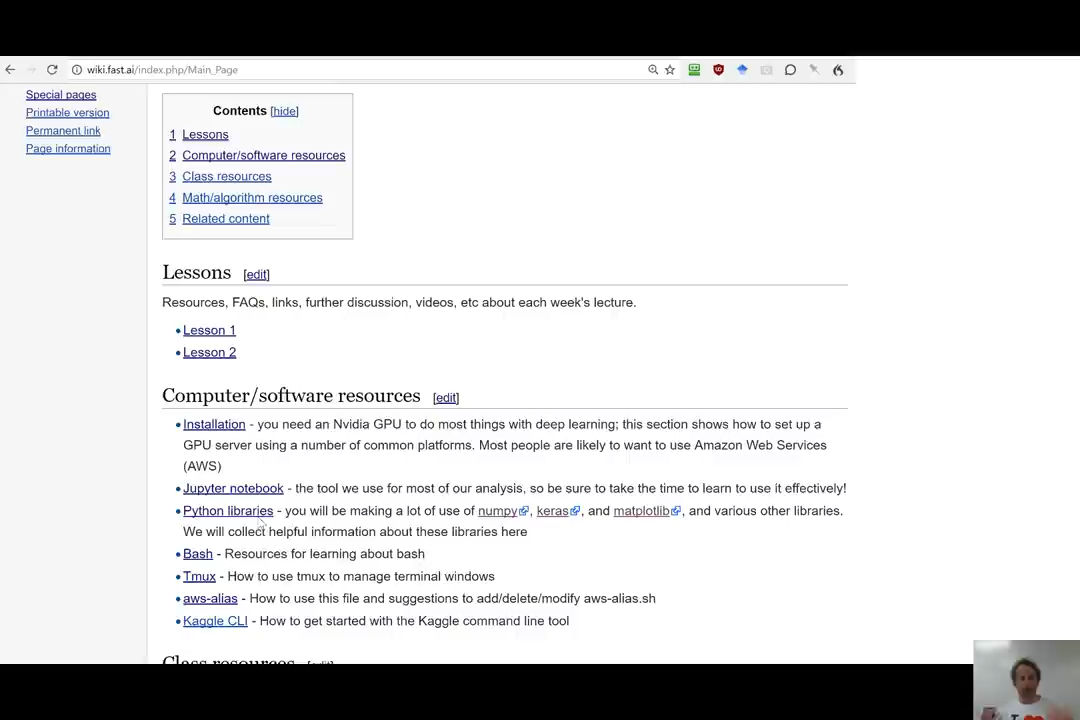 wiki.fast.ai/index.php/Main_Page
Special pages
Printable version
Permanent link
Page information
Contents [hide]
1 Lessons
2 Computer/software resources
3 Class resources
4 Math/algorithm resources
5 Related content
Lessons [edit]
Resources, FAQs, links, further discussion, videos, etc about each week's lecture.
Lesson 1
Lesson 2
Computer/software resources [edit]
Installation - you need an Nvidia GPU to do most things with deep learning; this section shows how to set up a
GPU server using a number of common platforms. Most people are likely to want to use Amazon Web Services
(AWS)
Jupyter notebook - the tool we use for most of our analysis, so be sure to take the time to learn to use it effectively!
Python libraries - you will be making a lot of use of numpy, keras, and matplotlib, and various other libraries.
We will collect helpful information about these libraries here
Bash - Resources for learning about bash
Tmux - How to use tmux to manage terminal windows
aws-alias - How to use this file and suggestions to add/delete/modify aws-alias.sh
Kaggle CLI - How to get started with the Kaggle command line tool
Class resources [edit]